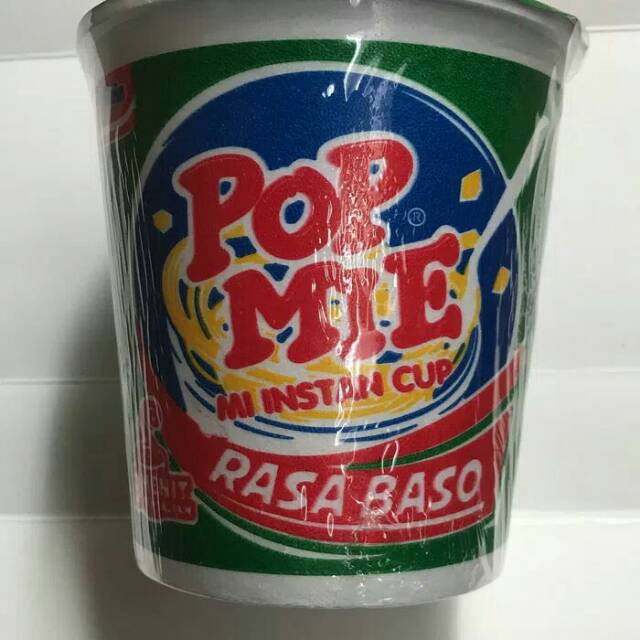 POP
MIE®
MI INSTAN CUP
RASA BASO